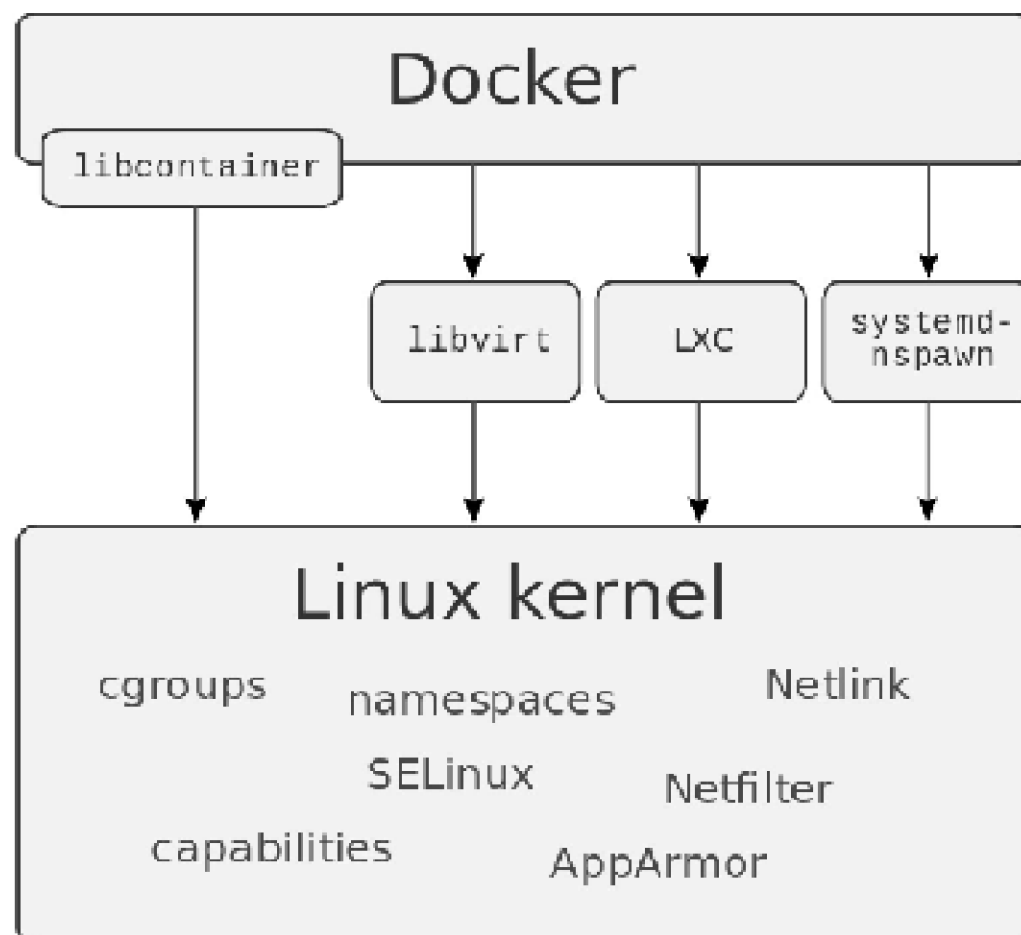 Docker
libcontainer
libvirt
LXC
systemd-
nspawn
Linux kernel
cgroups
namespaces
Netlink
SELinux
Netfilter
capabilities
AppArmor